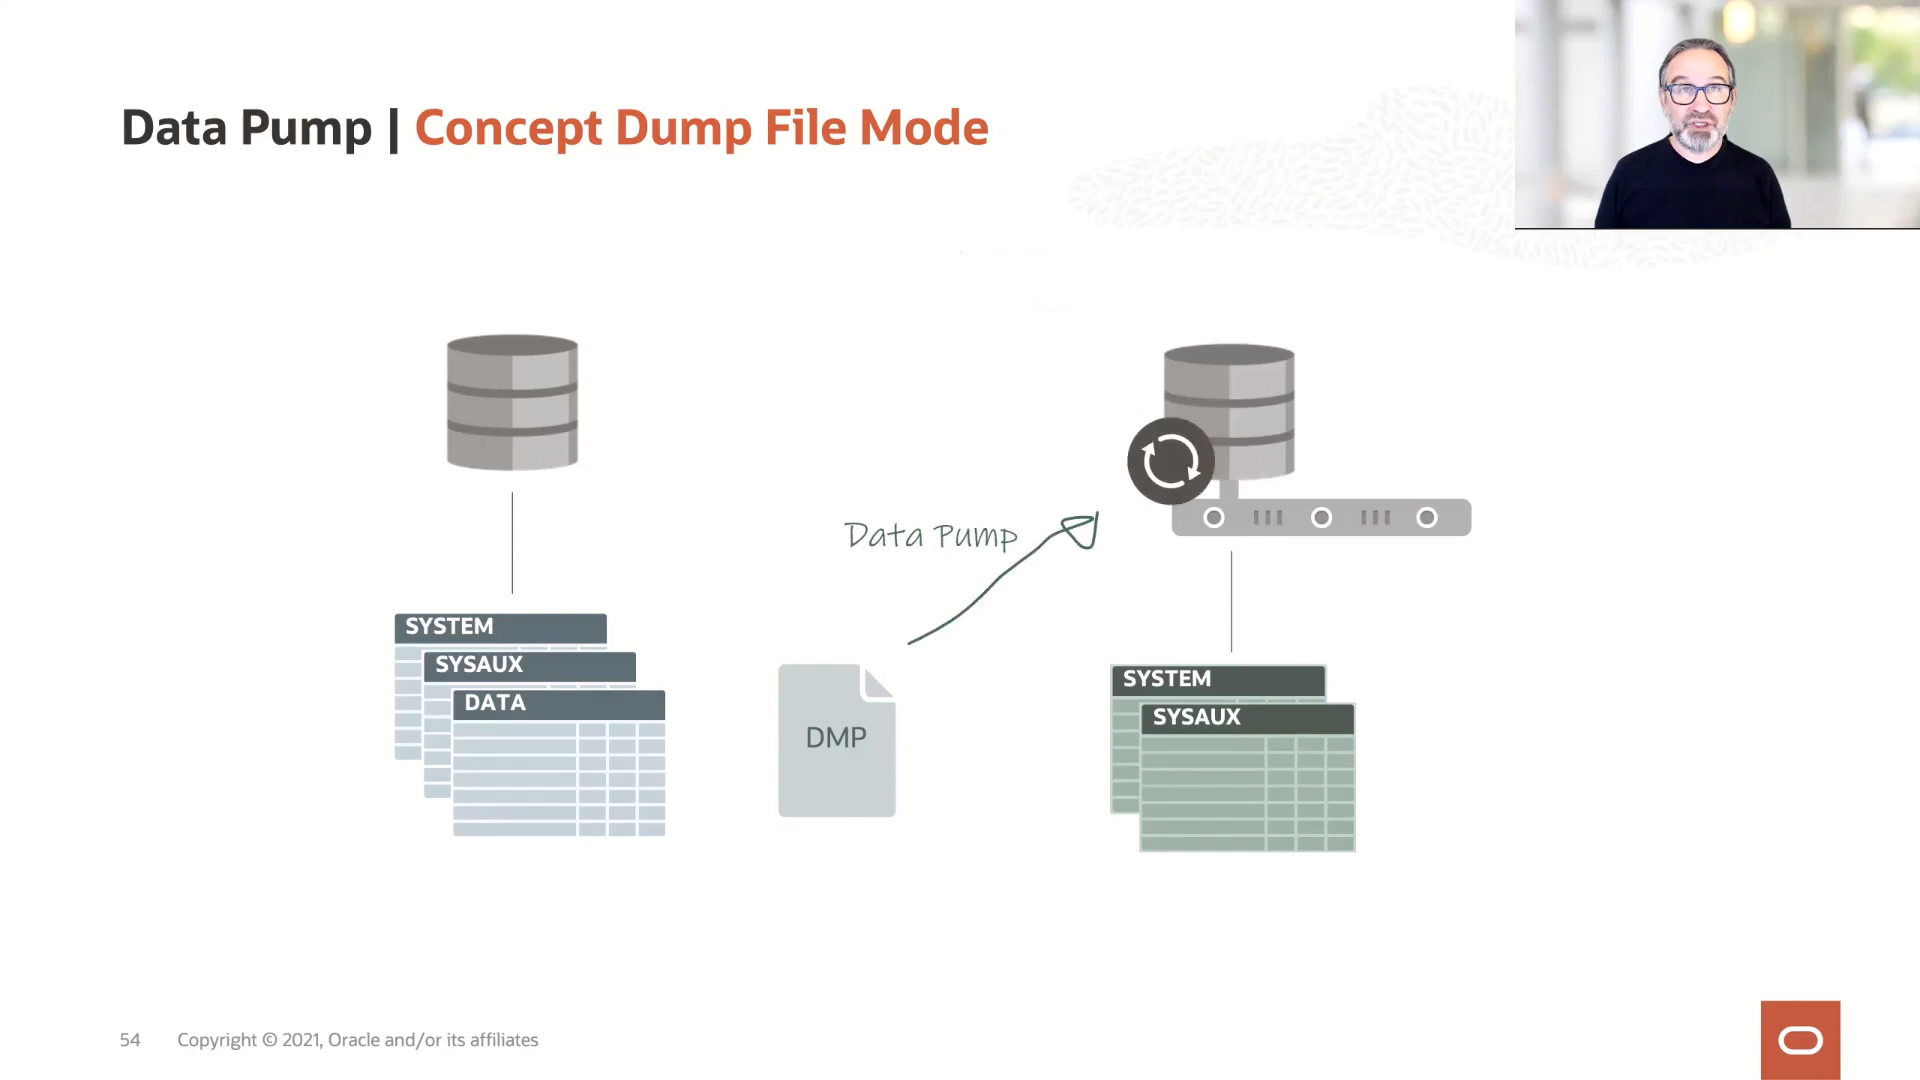 Data Pump | Concept Dump File Mode
Data Pump
SYSTEM
SYSAUX
DATA
DMP
SYSTEM
SYSAUX
54 Copyright © 2021, Oracle and/or its affiliates